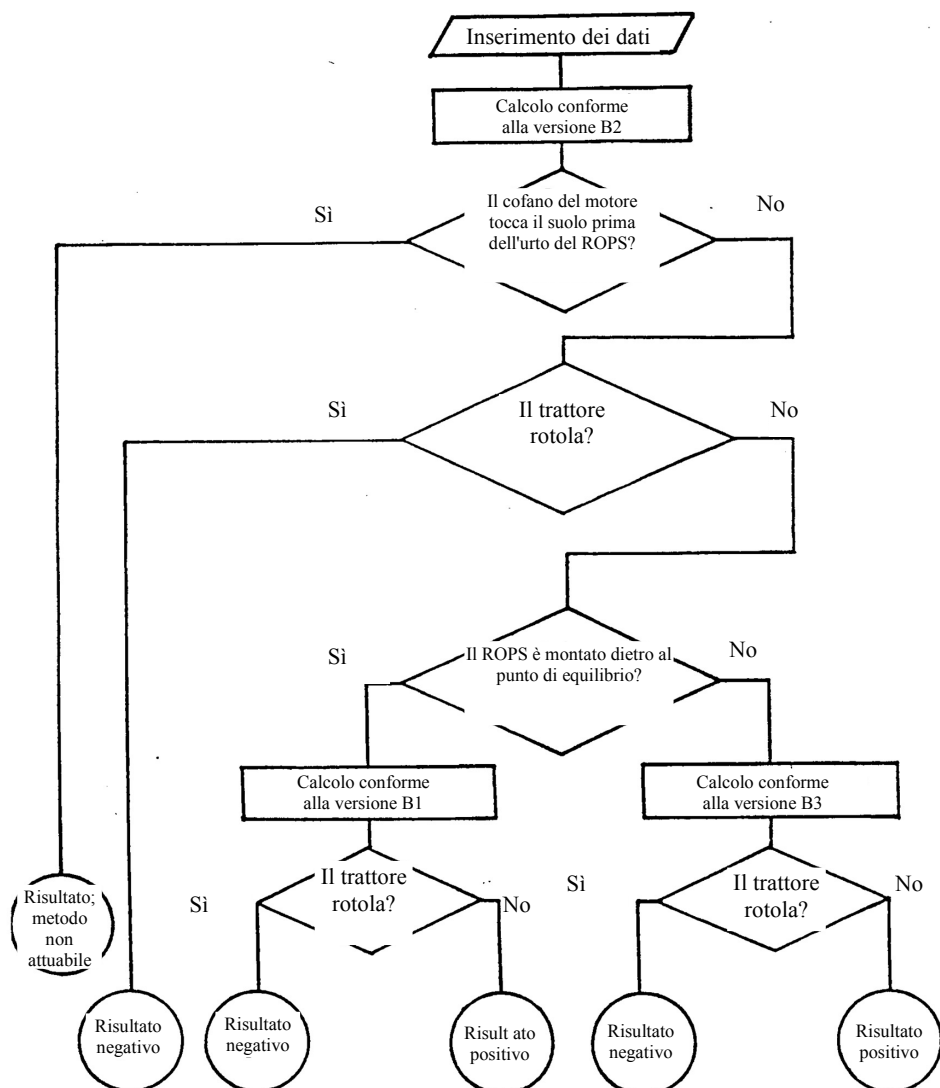 Inserimento dei dati
Calcolo conforme
alla versione B2
Il cofano del motore
tocca il suolo prima
dell'urto del ROPS?
Sì
No
Il trattore
rotola?
Sì
No
Il ROPS è montato dietro al
punto di equilibrio?
Sì
No
Calcolo conforme
alla versione B1
Calcolo conforme
alla versione B3
Il trattore
rotola?
Sì
No
Il trattore
rotola?
Sì
No
Risultato;
metodo
non
attuabile
Risultato
negativo
Risultato
negativo
Risult ato
positivo
Risultato
negativo
Risultato
positivo